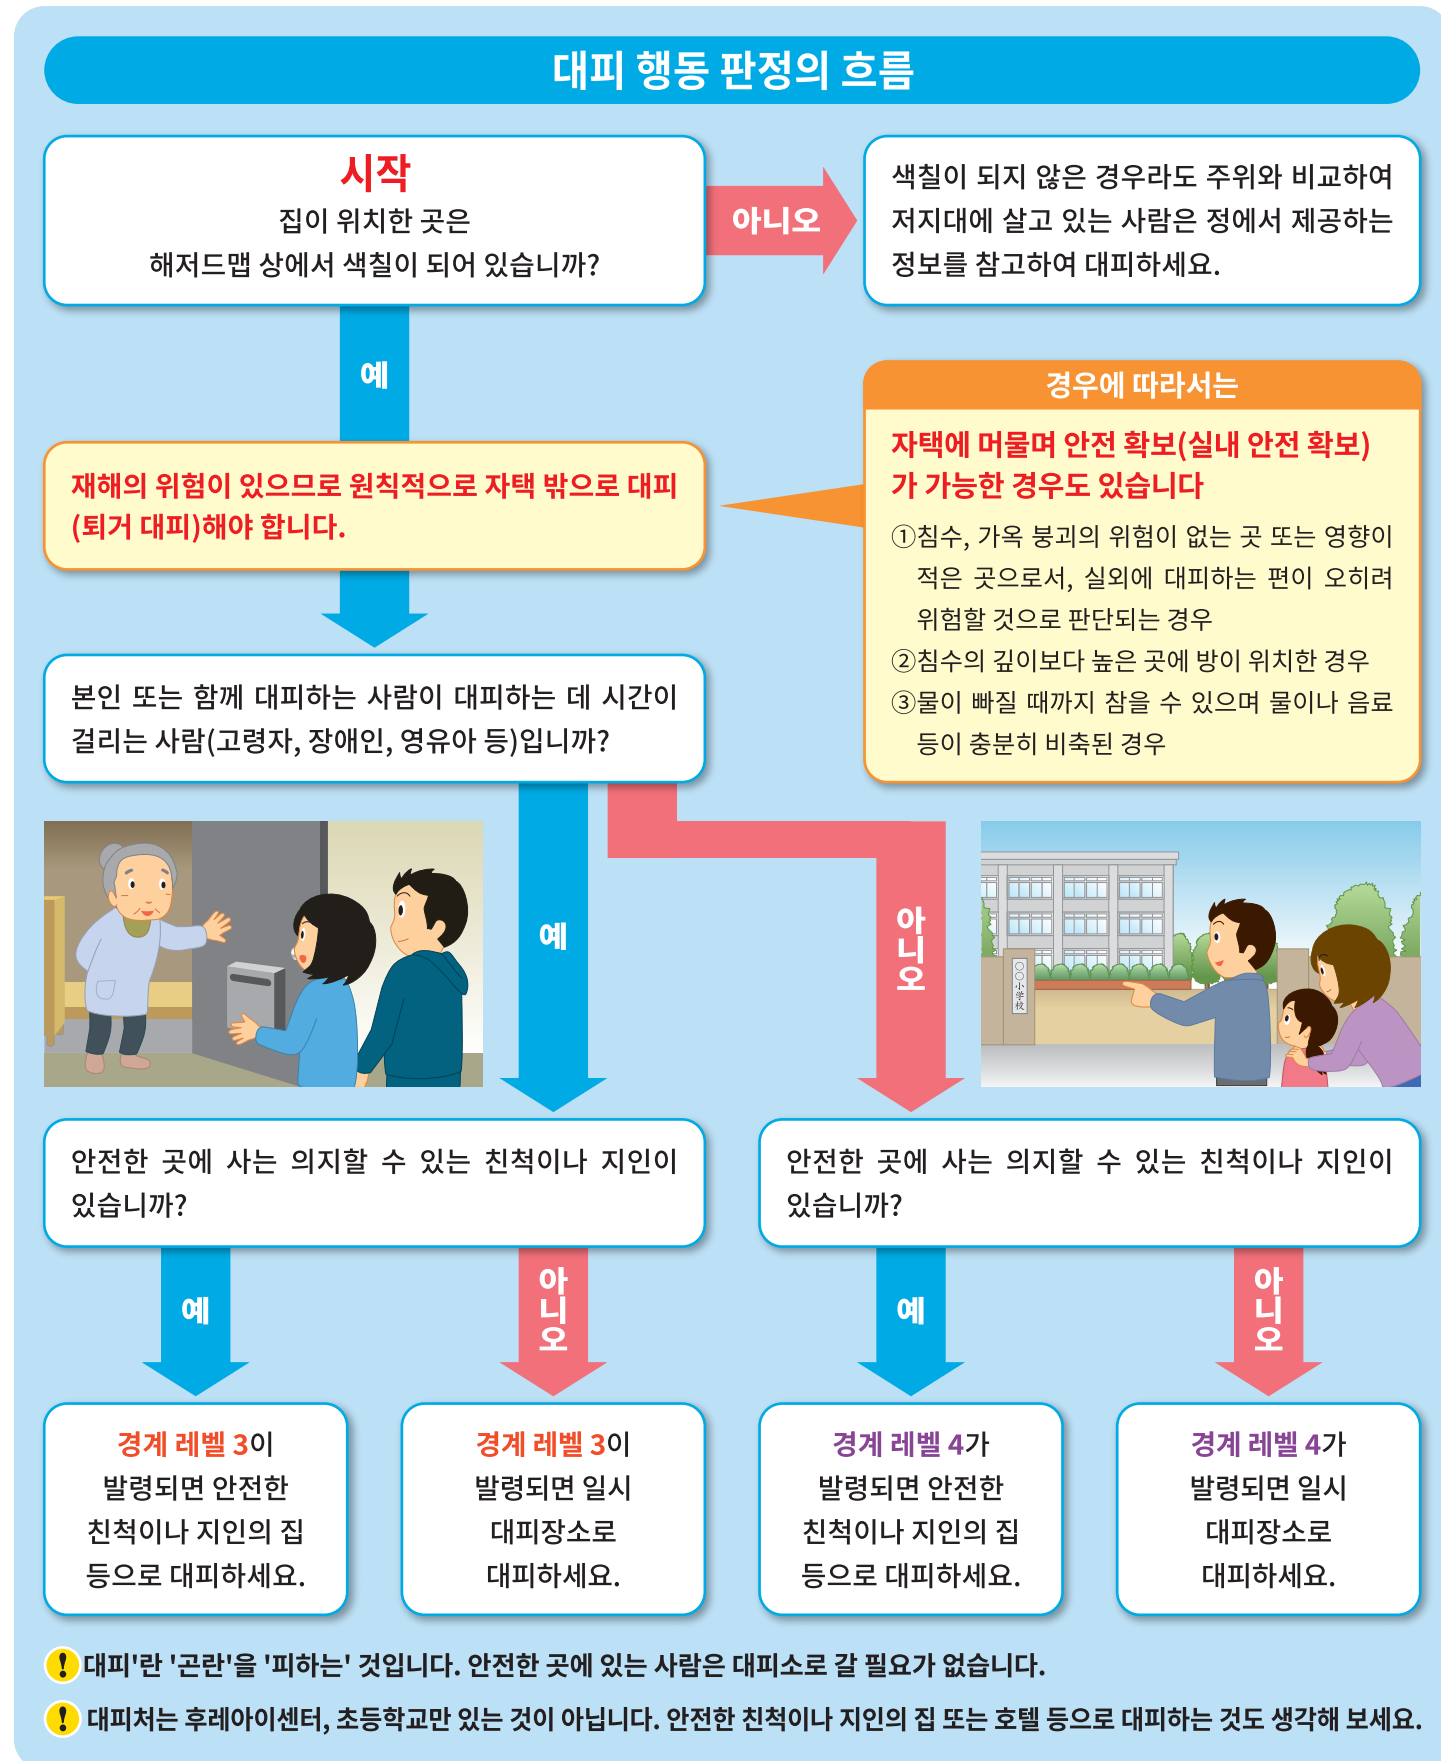 대피 행동 판정의 흐름
시작
집이 위치한 곳은
해저드맵 상에서 색칠이 되어 있습니까?
아니오
색칠이 되지 않은 경우라도 주위와 비교하여
저지대에 살고 있는 사람은 정에서 제공하는
정보를 참고하여 대피하세요.
예
재해의 위험이 있으므로 원칙적으로 자택 밖으로 대피
(퇴거 대피)해야 합니다.
경우에 따라서는
자택에 머물며 안전 확보(실내 안전 확보)
가 가능한 경우도 있습니다
①침수, 가옥 붕괴의 위험이 없는 곳 또는 영향이
적은 곳으로서, 실외에 대피하는 편이 오히려
위험할 것으로 판단되는 경우
②침수의 깊이보다 높은 곳에 방이 위치한 경우
③물이 빠질 때까지 참을 수 있으며 물이나 음료
등이 충분히 비축된 경우
본인 또는 함께 대피하는 사람이 대피하는 데 시간이
걸리는 사람(고령자, 장애인, 영유아 등)입니까?
예
아니오
〇〇小学校
안전한 곳에 사는 의지할 수 있는 친척이나 지인이
있습니까?
예
아니오
안전한 곳에 사는 의지할 수 있는 친척이나 지인이
있습니까?
예
아니오
경계 레벨 3이
발령되면 안전한
친척이나 지인의 집
등으로 대피하세요.
경계 레벨 3이
발령되면 일시
대피장소로
대피하세요.
경계 레벨 4가
발령되면 안전한
친척이나 지인의 집
등으로 대피하세요.
경계 레벨 4가
발령되면 일시
대피장소로
대피하세요.
! 대피'란 '곤란'을 '피하는' 것입니다. 안전한 곳에 있는 사람은 대피소로 갈 필요가 없습니다.
! 대피처는 후레아이센터, 초등학교만 있는 것이 아닙니다. 안전한 친척이나 지인의 집 또는 호텔 등으로 대피하는 것도 생각해 보세요.